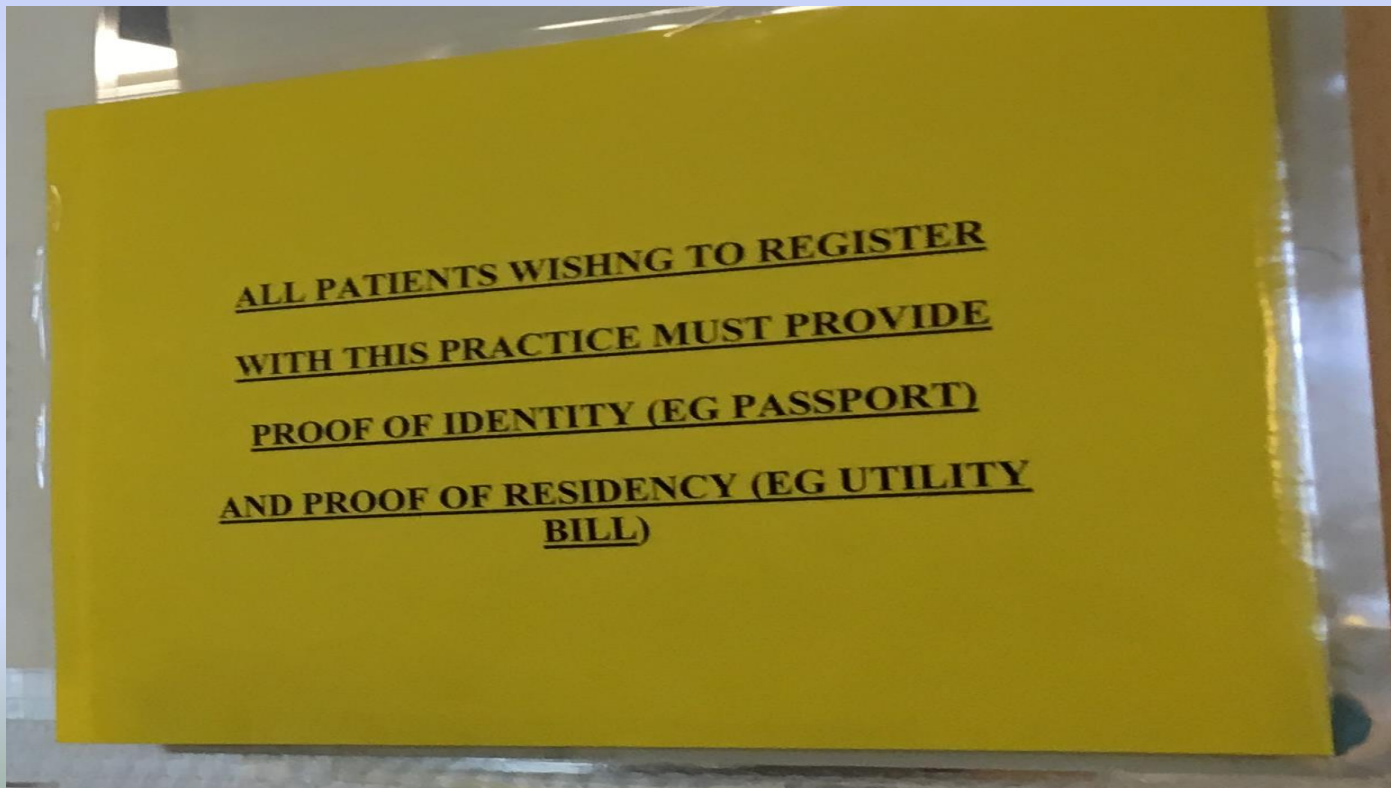 ALL PATIENTS WISHNG TO REGISTER
WITH THIS PRACTICE MUST PROVIDE
PROOF OF IDENTITY (EG PASSPORT)
AND PROOF OF RESIDENCY (EG UTILITY
BILL)